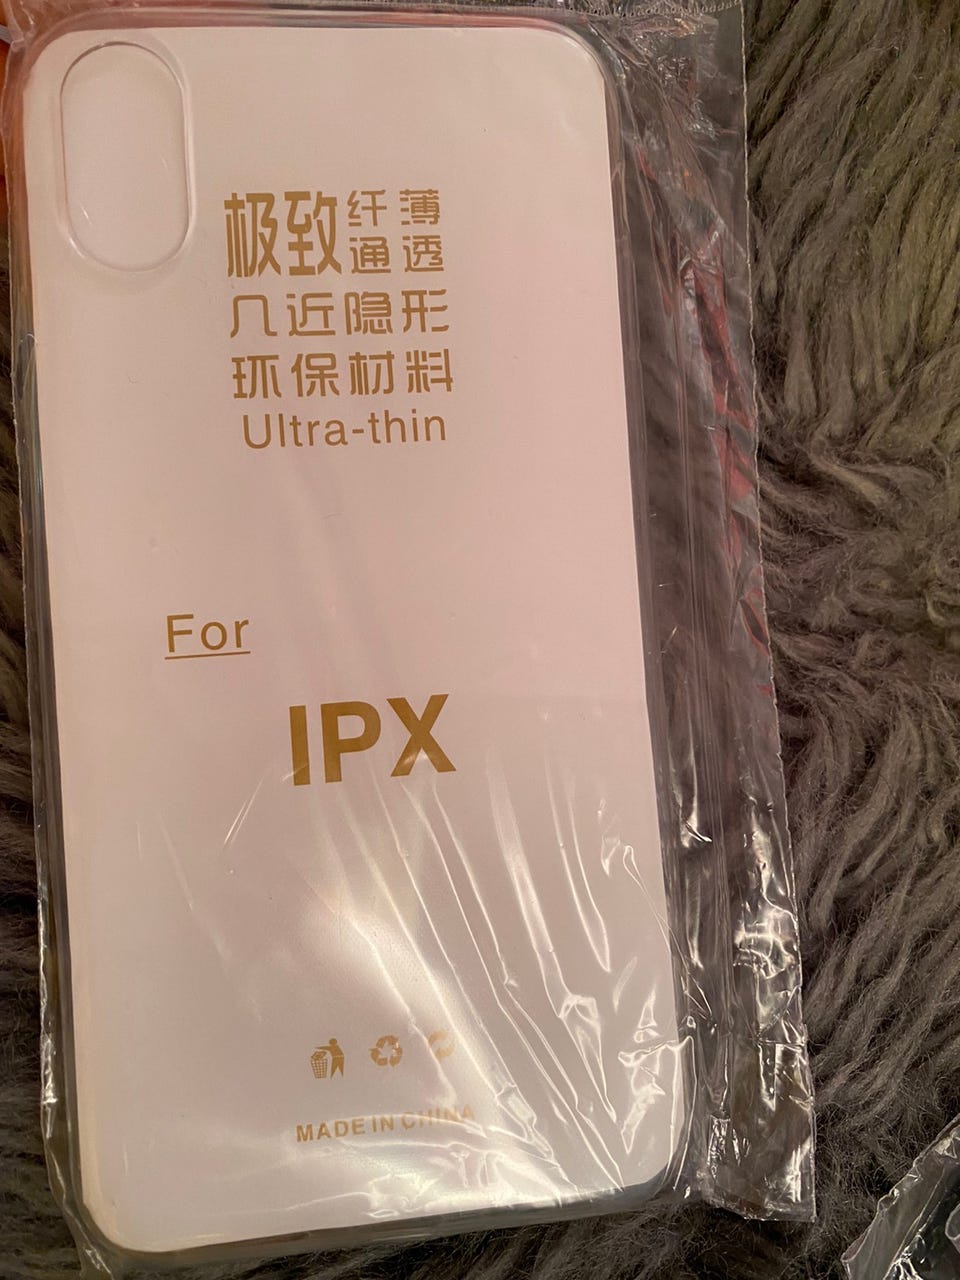 极致纤薄
通透
几近隐形
环保材料
Ultra-thin
For
IPX
MADE IN CHINA